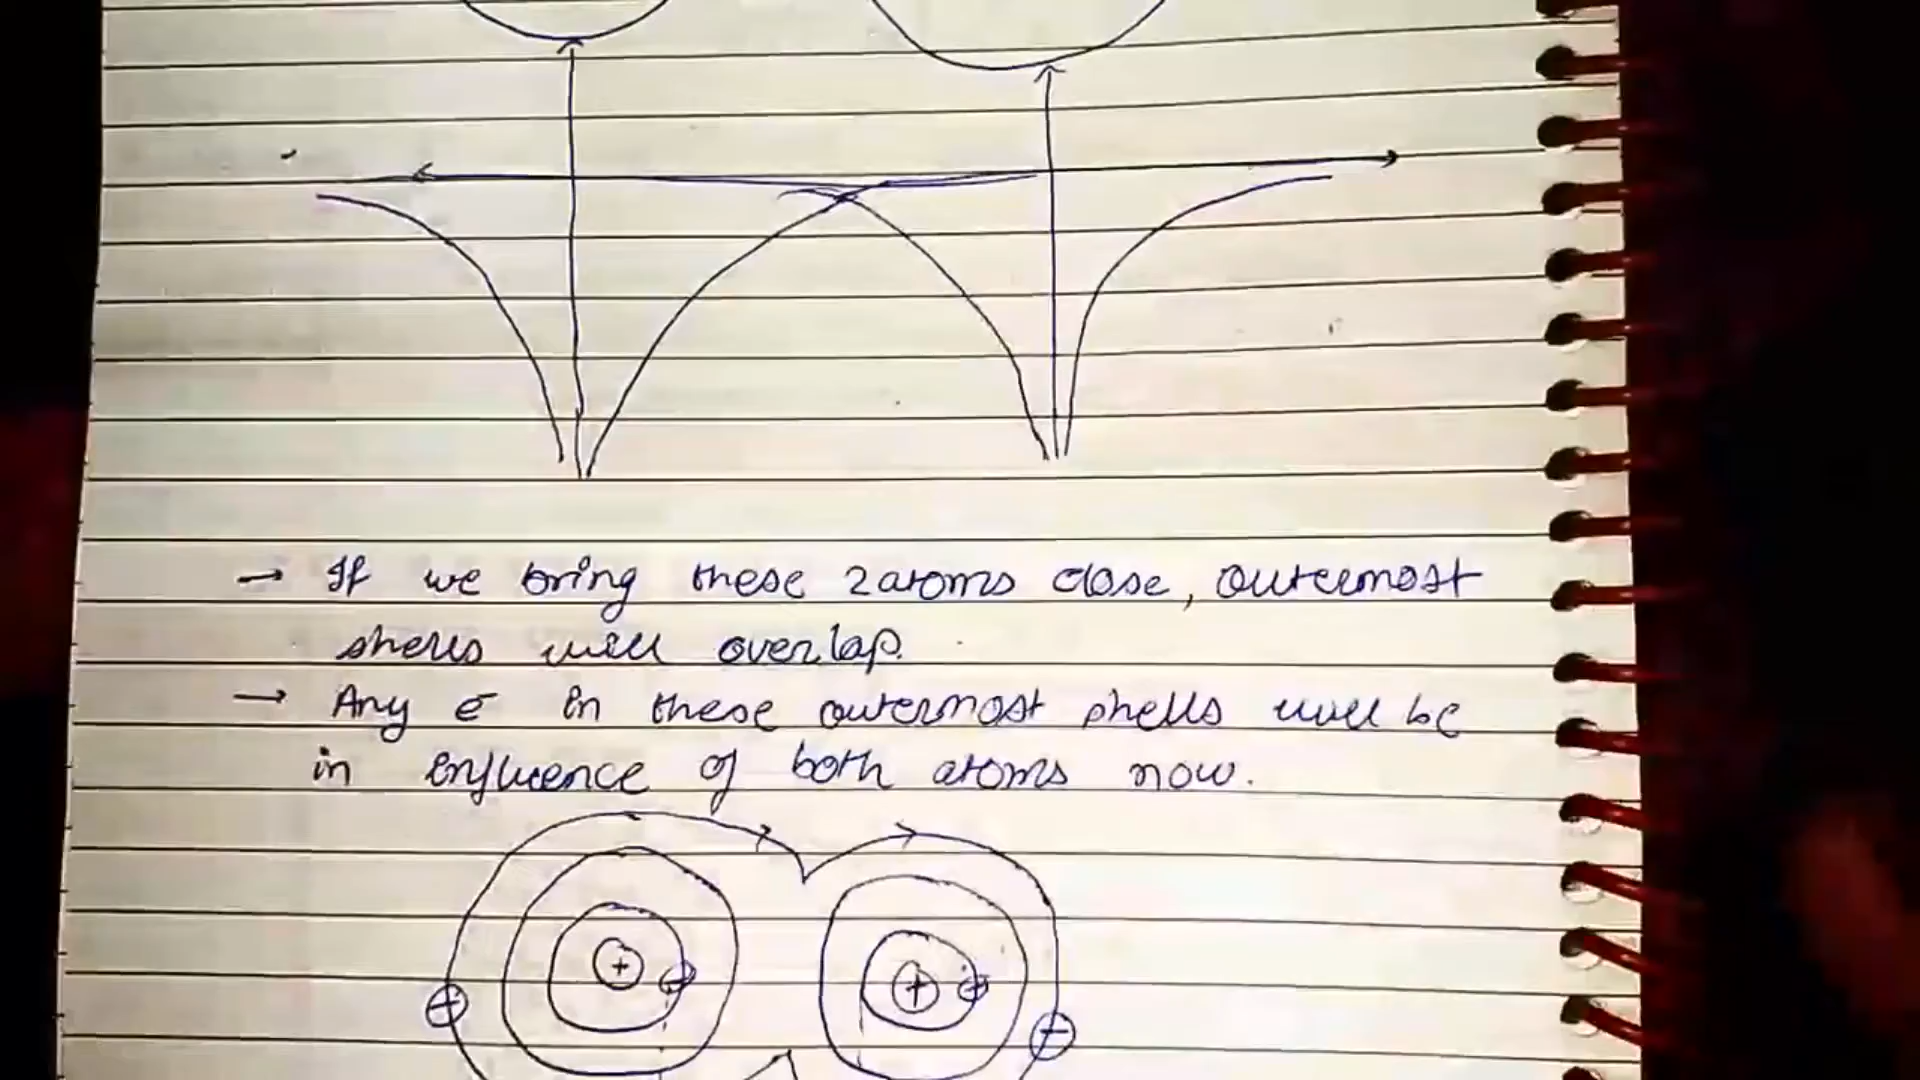 → If we bring these 2 atoms close, outermost
shells will overlap.
→ Any e⁻ in these outermost shells will be
in influence of both atoms now.
+ +
- -